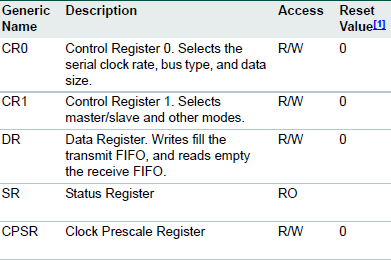 Generic Description Access Reset
Name Value[1]
CR0 Control Register 0. Selects the R/W 0
serial clock rate, bus type, and data
size.
CR1 Control Register 1. Selects R/W 0
master/slave and other modes.
DR Data Register. Writes fill the R/W 0
transmit FIFO, and reads empty
the receive FIFO.
SR Status Register RO
CPSR Clock Prescale Register R/W 0